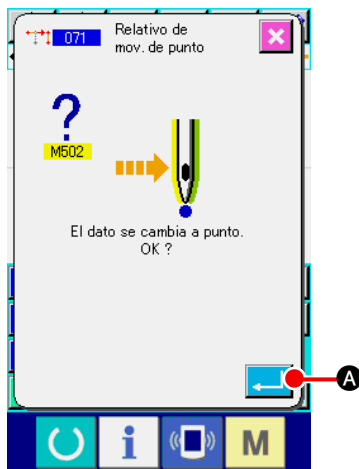 071 Relativo de
mov. de punto
?
M502
El dato se cambia a punto.
OK ?
A
i
M